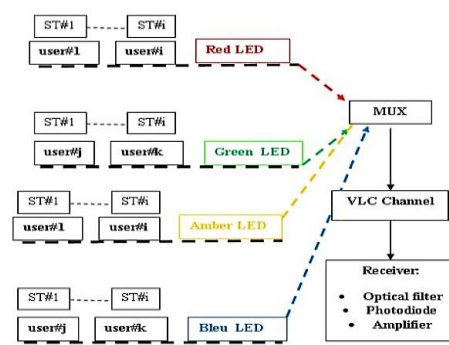 ST#1 ST#i
user#1 user#i Red LED
ST#1 ST#i
user#j user#k Green LED
ST#1 ST#i
user#1 user#i Amber LED
ST#1 ST#i
user#j user#k Bleu LED
MUX
VLC Channel
Receiver:
• Optical filter
• Photodiode
• Amplifier